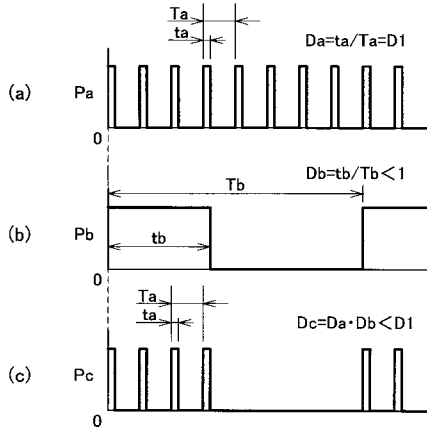 Ta
ta
Da=ta/Ta=D1
(a) Pa
0
Db=tb/Tb<1
Tb
(b) Pb
tb
0
Ta
ta
Dc=Da・Db<D1
(c) Pc
0